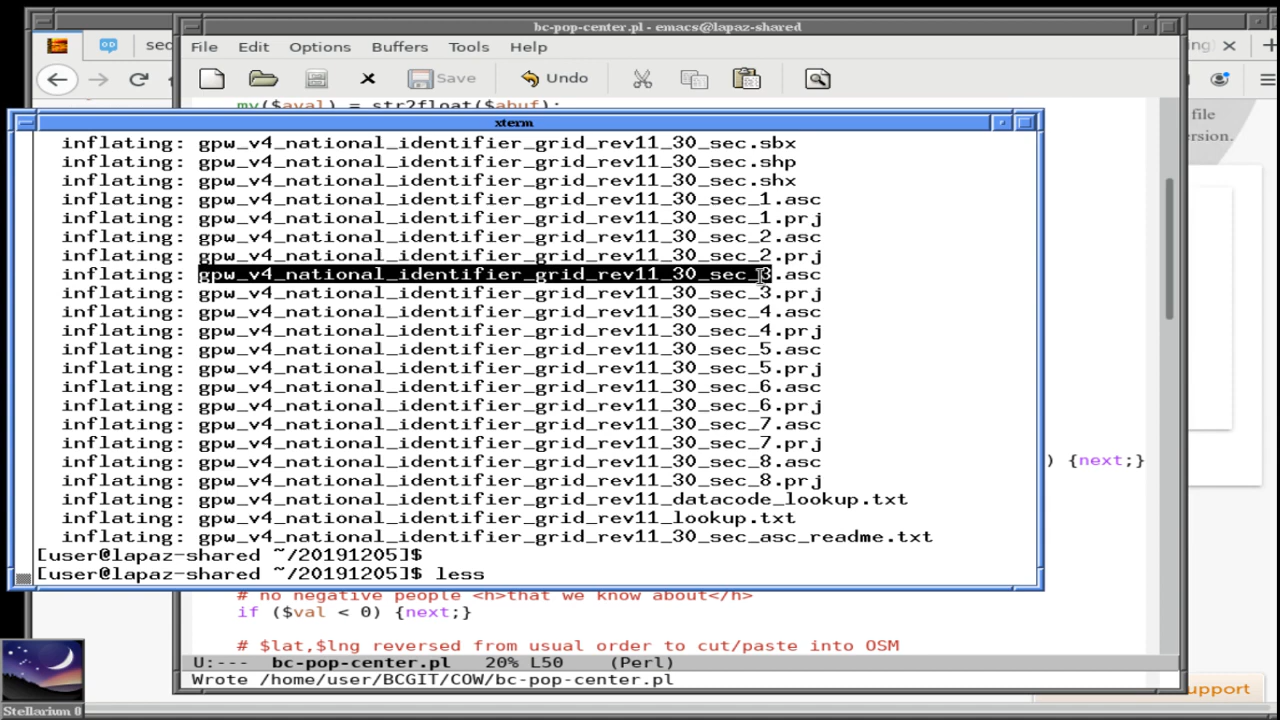 bc-pop-center.pl - emacs@lapaz-shared
sec
ing
File Edit Options Buffers Tools Help
Save Undo
my($aval) = str2float($abuf);
file
ersion.
xterm
inflating: gpw_v4_national_identifier_grid_rev11_30_sec.sbx
inflating: gpw_v4_national_identifier_grid_rev11_30_sec.shp
inflating: gpw_v4_national_identifier_grid_rev11_30_sec.shx
inflating: gpw_v4_national_identifier_grid_rev11_30_sec_1.asc
inflating: gpw_v4_national_identifier_grid_rev11_30_sec_1.prj
inflating: gpw_v4_national_identifier_grid_rev11_30_sec_2.asc
inflating: gpw_v4_national_identifier_grid_rev11_30_sec_2.prj
inflating: gpw_v4_national_identifier_grid_rev11_30_sec_3.asc
inflating: gpw_v4_national_identifier_grid_rev11_30_sec_3.prj
inflating: gpw_v4_national_identifier_grid_rev11_30_sec_4.asc
inflating: gpw_v4_national_identifier_grid_rev11_30_sec_4.prj
inflating: gpw_v4_national_identifier_grid_rev11_30_sec_5.asc
inflating: gpw_v4_national_identifier_grid_rev11_30_sec_5.prj
inflating: gpw_v4_national_identifier_grid_rev11_30_sec_6.asc
inflating: gpw_v4_national_identifier_grid_rev11_30_sec_6.prj
inflating: gpw_v4_national_identifier_grid_rev11_30_sec_7.asc
inflating: gpw_v4_national_identifier_grid_rev11_30_sec_7.prj
inflating: gpw_v4_national_identifier_grid_rev11_30_sec_8.asc
) {next;}
inflating: gpw_v4_national_identifier_grid_rev11_30_sec_8.prj
inflating: gpw_v4_national_identifier_grid_rev11_datacode_lookup.txt
inflating: gpw_v4_national_identifier_grid_rev11_lookup.txt
inflating: gpw_v4_national_identifier_grid_rev11_30_sec_asc_readme.txt
[user@lapaz-shared ~/20191205]$
[user@lapaz-shared ~/20191205]$ less
# no negative people <h>that we know about</h>
if ($val < 0) {next;}
# $lat,$lng reversed from usual order to cut/paste into OSM
U:--- bc-pop-center.pl 20% L50 (Perl)
Wrote /home/user/BCGIT/COW/bc-pop-center.pl
upport
Stellarium 0